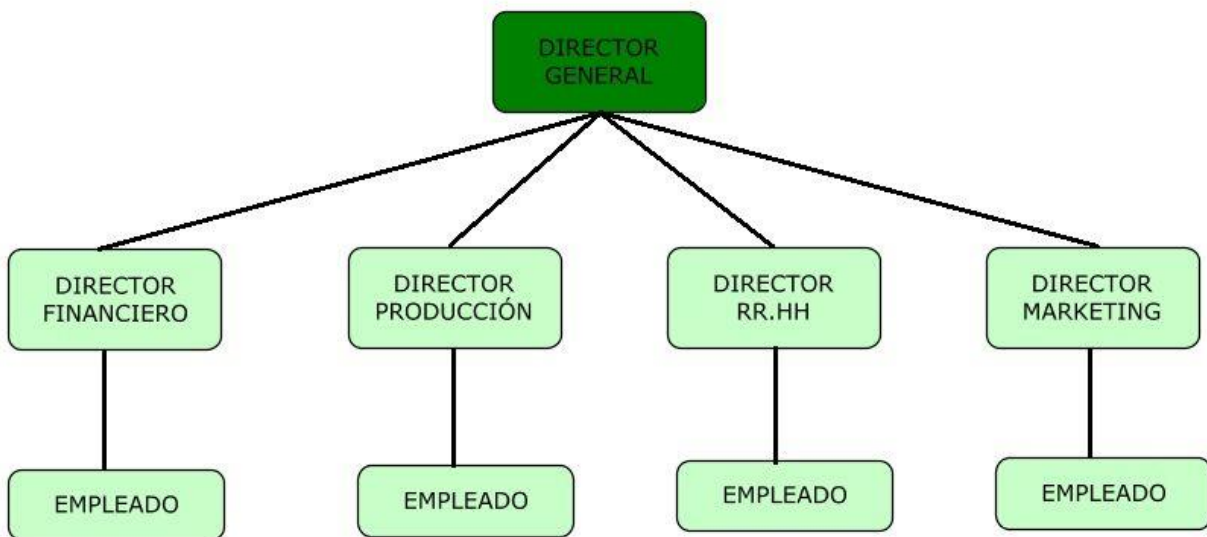 DIRECTOR
GENERAL
DIRECTOR
FINANCIERO
DIRECTOR
PRODUCCIÓN
DIRECTOR
RR.HH
DIRECTOR
MARKETING
EMPLEADO
EMPLEADO
EMPLEADO
EMPLEADO